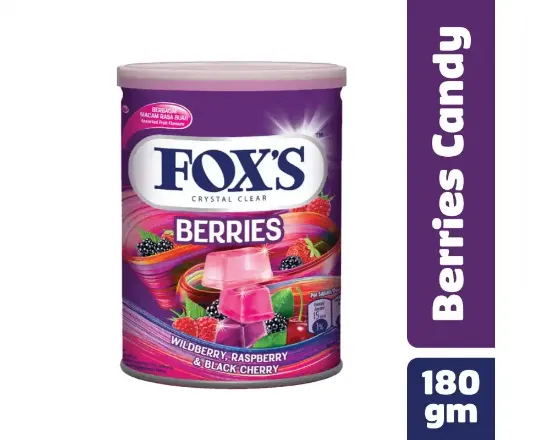 BERBAGAI
MACAM RASA BUAH
Assorted Fruit Flavours
FOX'S
TM
CRYSTAL CLEAR
BERRIES
WILDBERRY, RASPBERRY
& BLACK CHERRY
Berries Candy
180
gm